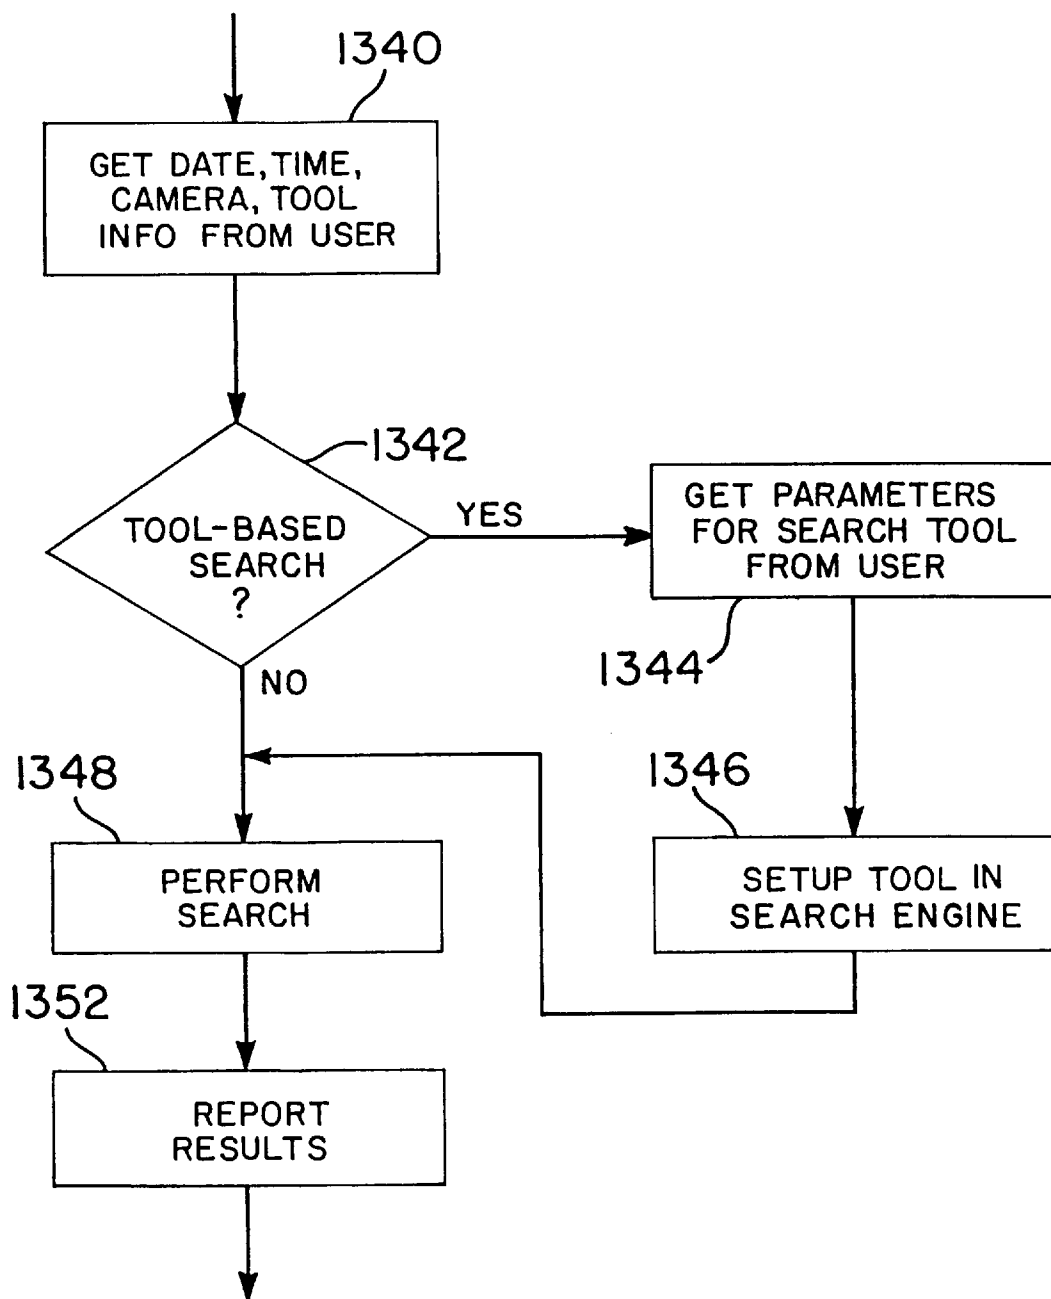 1340
GET DATE, TIME,
CAMERA, TOOL
INFO FROM USER
1342
TOOL-BASED
SEARCH
?
YES
GET PARAMETERS
FOR SEARCH TOOL
FROM USER
1344
NO
1346
SETUP TOOL IN
SEARCH ENGINE
1348
PERFORM
SEARCH
1352
REPORT
RESULTS